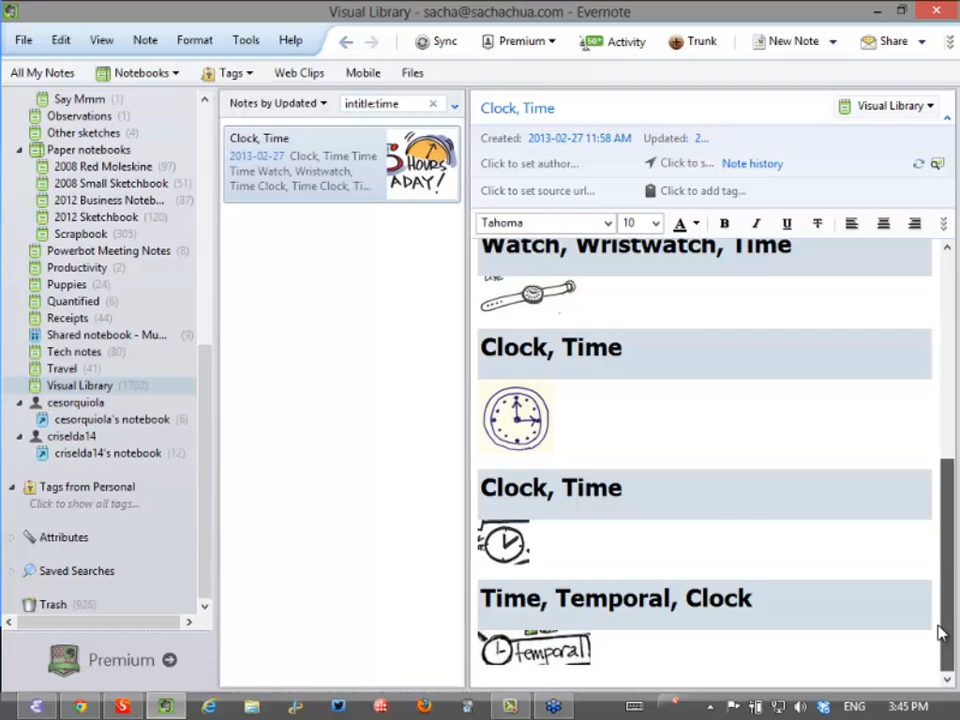 Visual Library - sacha@sachachua.com - Evernote
File Edit View Note Format Tools Help
Sync Premium 50+ Activity Trunk New Note Share
All My Notes Notebooks Tags Web Clips Mobile Files
Say Mmm (1)
Observations (1)
Other sketches (4)
Paper notebooks
2008 Red Moleskine (97)
2008 Small Sketchbook (51)
2012 Business Noteb... (87)
2012 Sketchbook (120)
Scrapbook (305)
Powerbot Meeting Notes (8)
Productivity (2)
Puppies (24)
Quantified (6)
Receipts (44)
Shared notebook - Mu... (9)
Tech notes (80)
Travel (41)
Visual Library (1702)
cesorquiola
cesorquiola's notebook (6)
criselda14
criselda14's notebook (12)
Tags from Personal
Click to show all tags...
Attributes
Saved Searches
Trash (926)
Premium
Notes by Updated intitle:time
Clock, Time
2013-02-27 Clock, Time Time
Time Watch, Wristwatch,
Time Clock, Time Clock, Ti...
HOURS
A DAY!
Clock, Time Visual Library
Created: 2013-02-27 11:58 AM Updated: 2...
Click to set author... Click to s... Note history
Click to set source url... Click to add tag...
Tahoma 10 A B I U T
Watch, Wristwatch, Time
Clock, Time
Clock, Time
Time, Temporal, Clock
temporal
ENG 3:45 PM